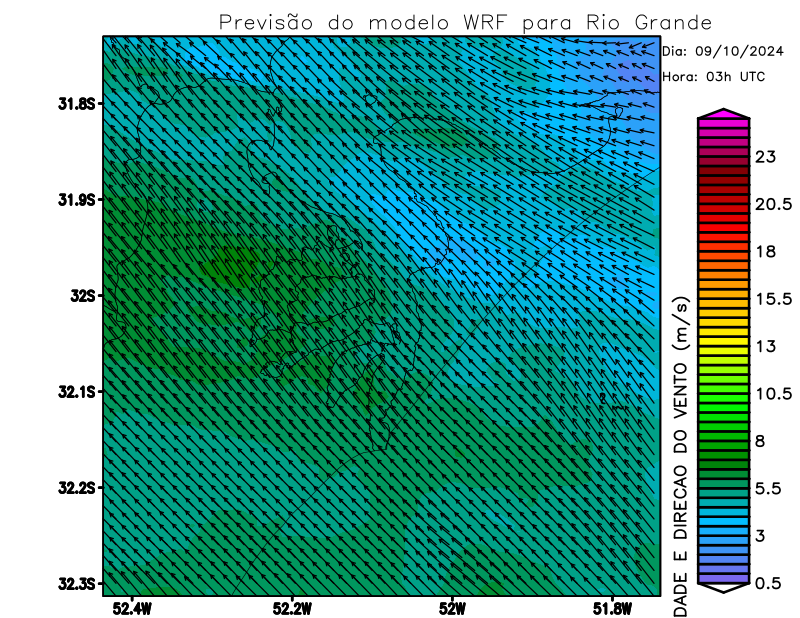 Previsão do modelo WRF para Rio Grande
Dia: 09/10/2024
Hora: 03h UTC
31.8S
31.9S
32S
32.1S
32.2S
32.3S
52.4W
52.2W
52W
51.8W
DADE E DIRECAO DO VENTO (m/s)
23
20.5
18
15.5
13
10.5
8
5.5
3
0.5